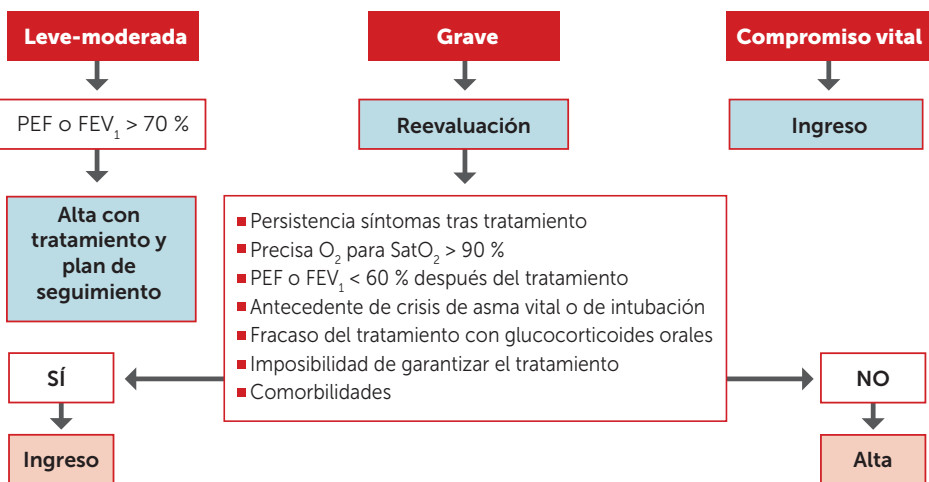 Leve-moderada
Grave
Compromiso vital
PEF o FEV₁ > 70 %
Reevaluación
Ingreso
Alta con
tratamiento y
plan de
seguimiento
■ Persistencia síntomas tras tratamiento
■ Precisa O₂ para SatO₂ > 90 %
■ PEF o FEV₁ < 60 % después del tratamiento
■ Antecedente de crisis de asma vital o de intubación
■ Fracaso del tratamiento con glucocorticoides orales
■ Imposibilidad de garantizar el tratamiento
■ Comorbilidades
SÍ
NO
Ingreso
Alta